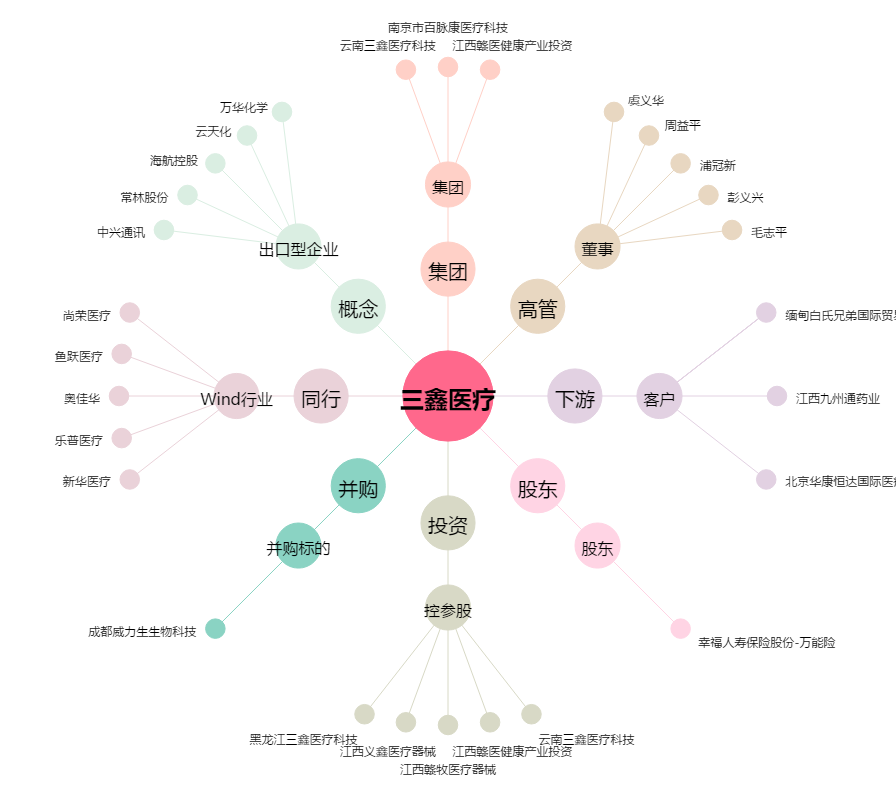 南京市百脉康医疗科技
云南三鑫医疗科技
江西赣医健康产业投资
万华化学
虞义华
云天化
周益平
海航控股
浦冠新
集团
常林股份
彭义兴
中兴通讯
毛志平
出口型企业
董事
集团
概念
高管
尚荣医疗
缅甸白氏兄弟国际贸
鱼跃医疗
Wind行业
同行
三鑫医疗
下游
客户
奥佳华
江西九州通药业
乐普医疗
新华医疗
北京华康恒达国际医
并购
股东
投资
并购标的
股东
控参股
成都威力生生物科技
幸福人寿保险股份-万能险
黑龙江三鑫医疗科技
云南三鑫医疗科技
江西义鑫医疗器械
江西赣医健康产业投资
江西赣牧医疗器械